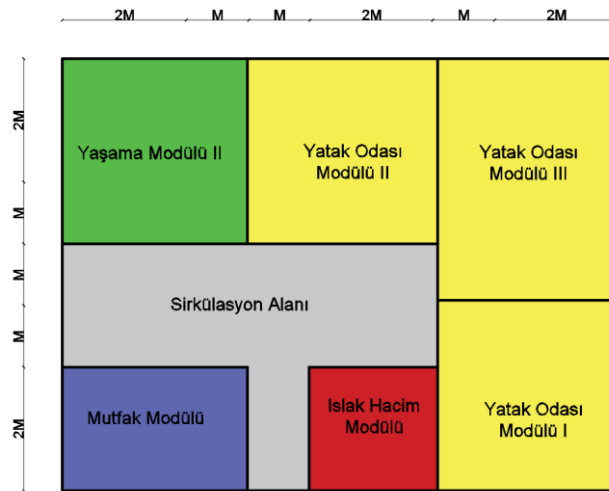 2M M M 2M M 2M
2M
M
M
M
2M
Yaşama Modülü II
Yatak Odası
Modülü II
Yatak Odası
Modülü III
Sirkülasyon Alanı
Mutfak Modülü
Islak Hacim
Modülü
Yatak Odası
Modülü I